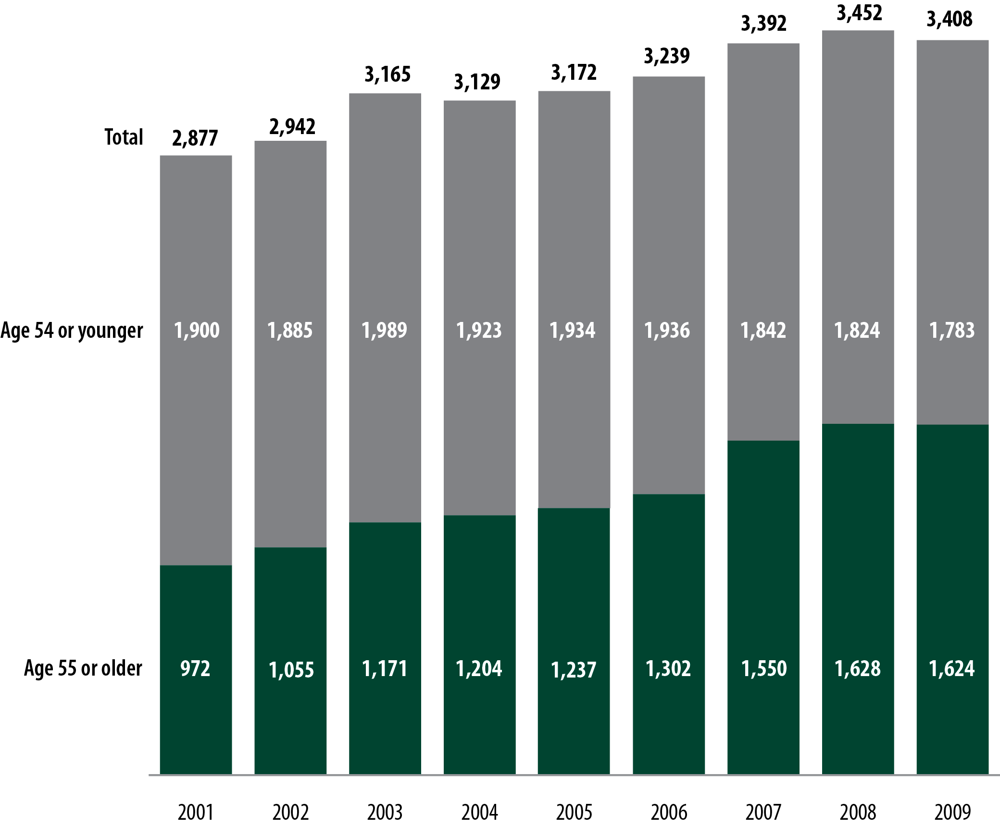 Total 2,877 2,942 3,165 3,129 3,172 3,239 3,392 3,452 3,408
Age 54 or younger 1,900 1,885 1,989 1,923 1,934 1,936 1,842 1,824 1,783
Age 55 or older 972 1,055 1,171 1,204 1,237 1,302 1,550 1,628 1,624
2001 2002 2003 2004 2005 2006 2007 2008 2009